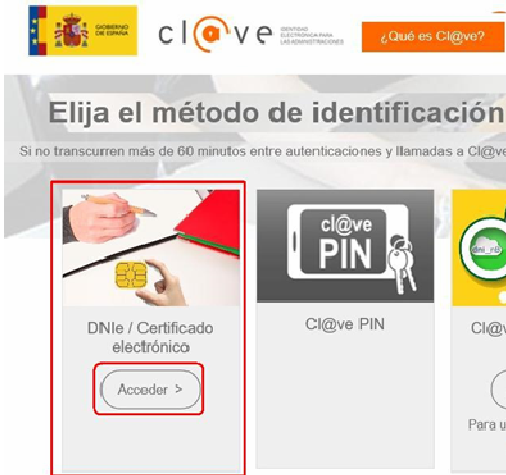 GOBIERNO
DE ESPAÑA
cl@ve
IDENTIDAD
ELECTRÓNICA PARA
LAS ADMINISTRACIONES
¿Qué es Cl@ve?
Elija el método de identificación
Si no transcurren más de 60 minutos entre autenticaciones y llamadas a Cl@ve
cl@ve
PIN
DNIe / Certificado
electrónico
Acceder >
Cl@ve PIN
Cl@v
Para u